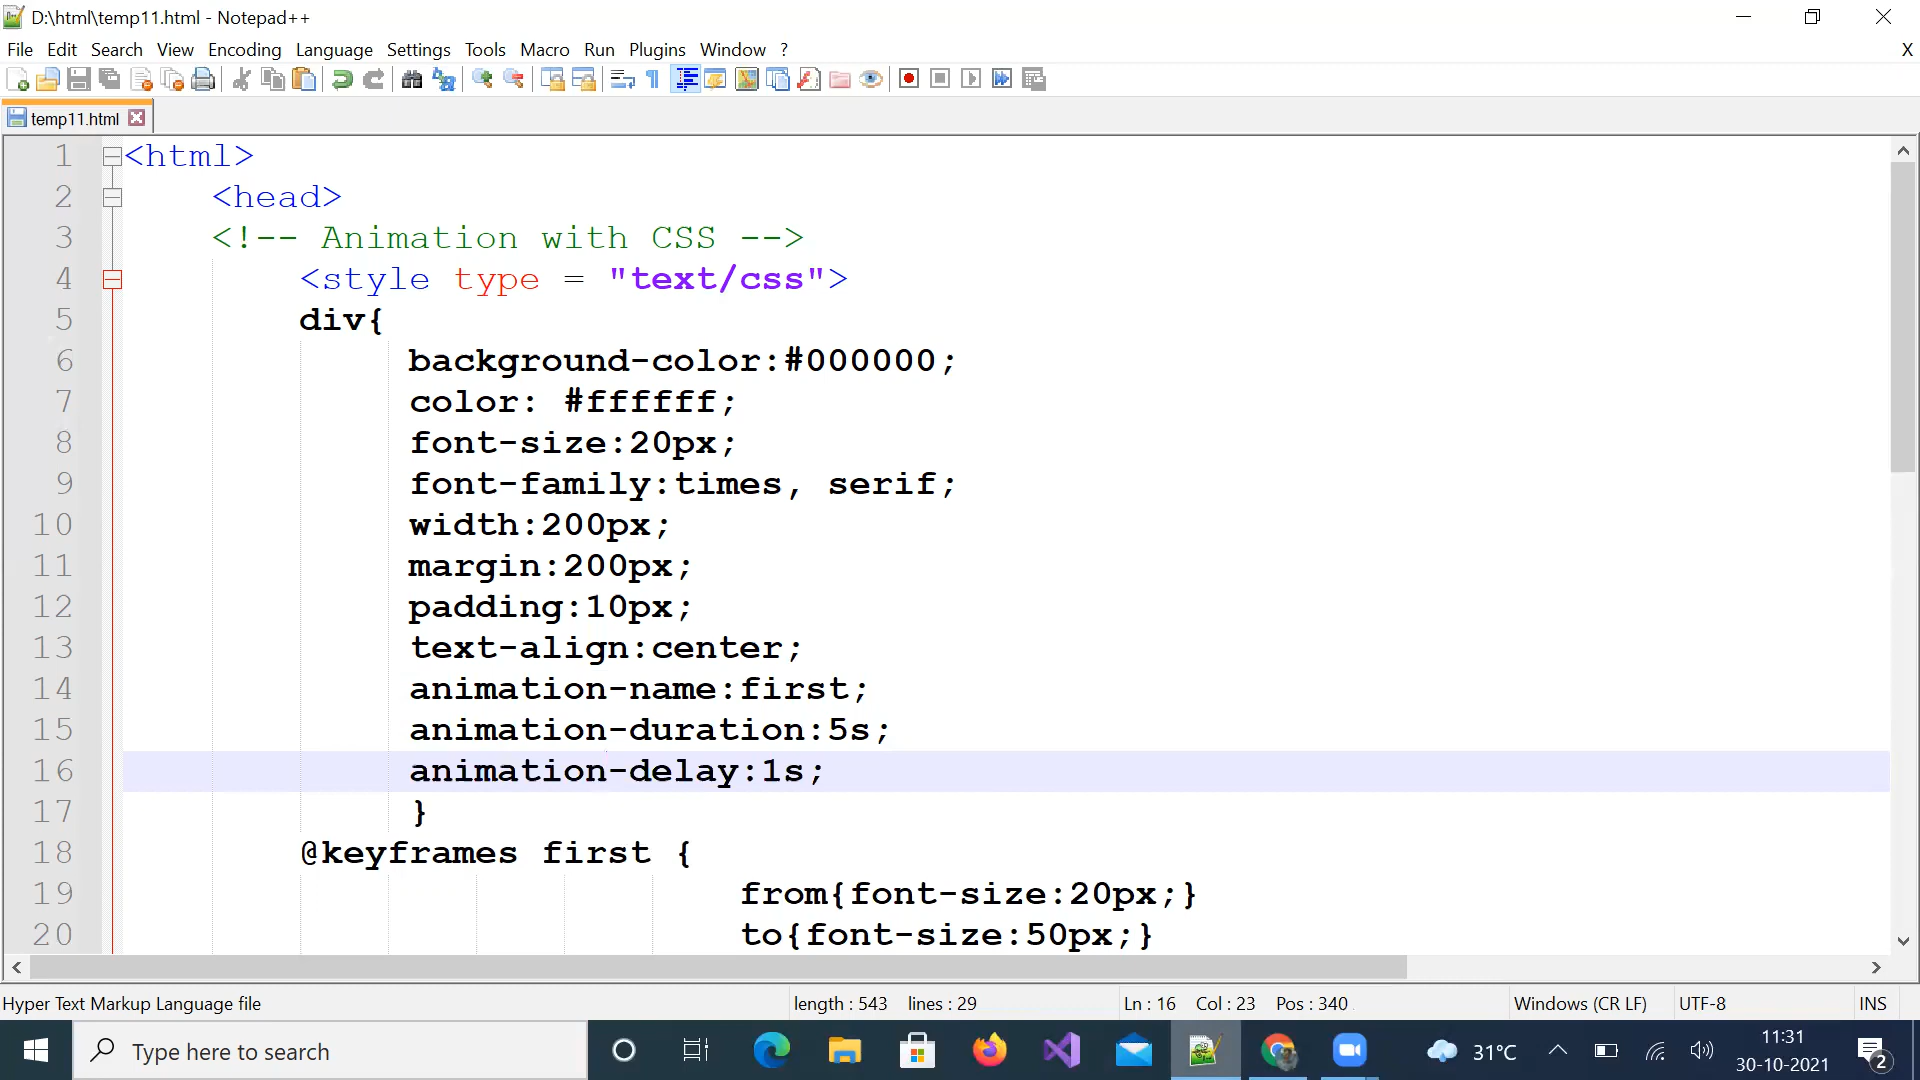 D:\html\temp11.html - Notepad++
File Edit Search View Encoding Language Settings Tools Macro Run Plugins Window ? X
temp11.html
1 <html>
2 <head>
3 <!-- Animation with CSS -->
4 <style type = "text/css">
5 div{
6 background-color:#000000;
7 color: #ffffff;
8 font-size:20px;
9 font-family:times, serif;
10 width:200px;
11 margin:200px;
12 padding:10px;
13 text-align:center;
14 animation-name:first;
15 animation-duration:5s;
16 animation-delay:1s;
17 }
18 @keyframes first {
19 from{font-size:20px;}
20 to{font-size:50px;}
Hyper Text Markup Language file length : 543 lines : 29 Ln : 16 Col : 23 Pos : 340 Windows (CR LF) UTF-8 INS
Type here to search 31°C 11:31
30-10-2021 2